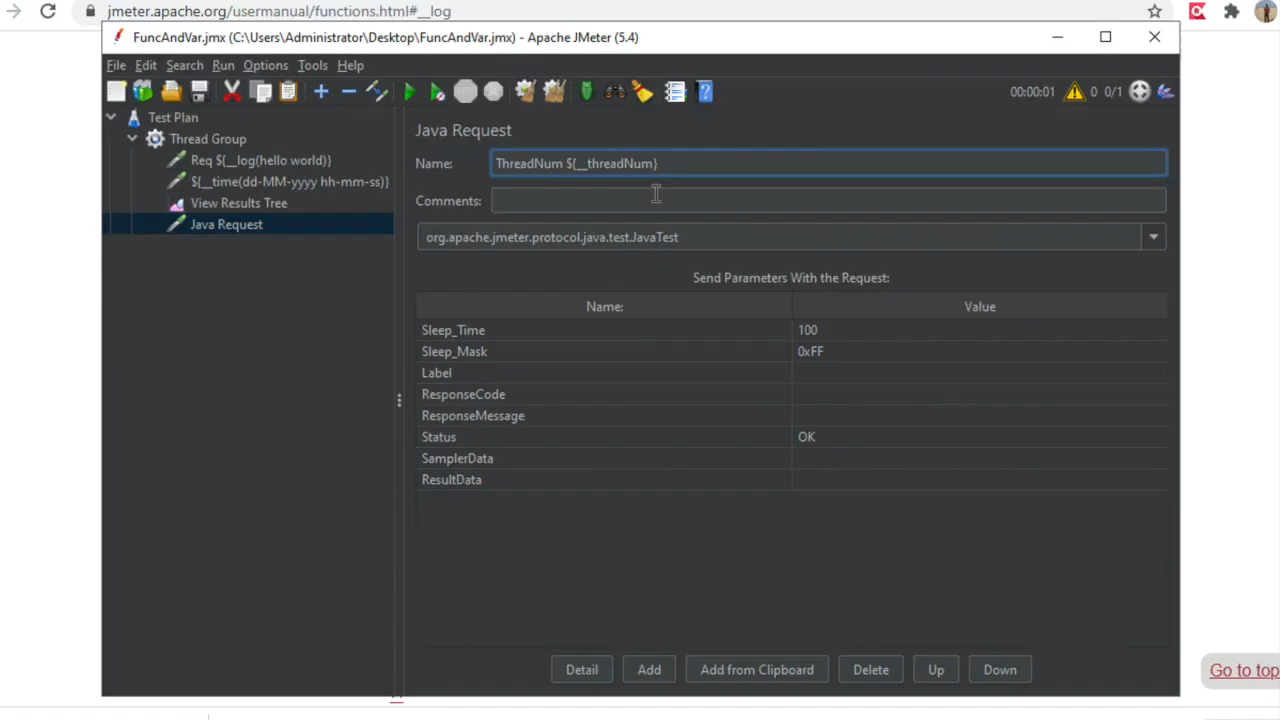 jmeter.apache.org/usermanual/functions.html#__log
FuncAndVar.jmx (C:\Users\Administrator\Desktop\FuncAndVar.jmx) - Apache JMeter (5.4)
File Edit Search Run Options Tools Help
00:00:01 0 0/1
Test Plan
Thread Group
Req ${__log(hello world)}
${__time(dd-MM-yyyy hh-mm-ss)}
View Results Tree
Java Request
Java Request
Name: ThreadNum ${__threadNum}
Comments:
org.apache.jmeter.protocol.java.test.JavaTest
Send Parameters With the Request:
Name: Value
Sleep_Time 100
Sleep_Mask 0xFF
Label
ResponseCode
ResponseMessage
Status OK
SamplerData
ResultData
Detail Add Add from Clipboard Delete Up Down
Go to top